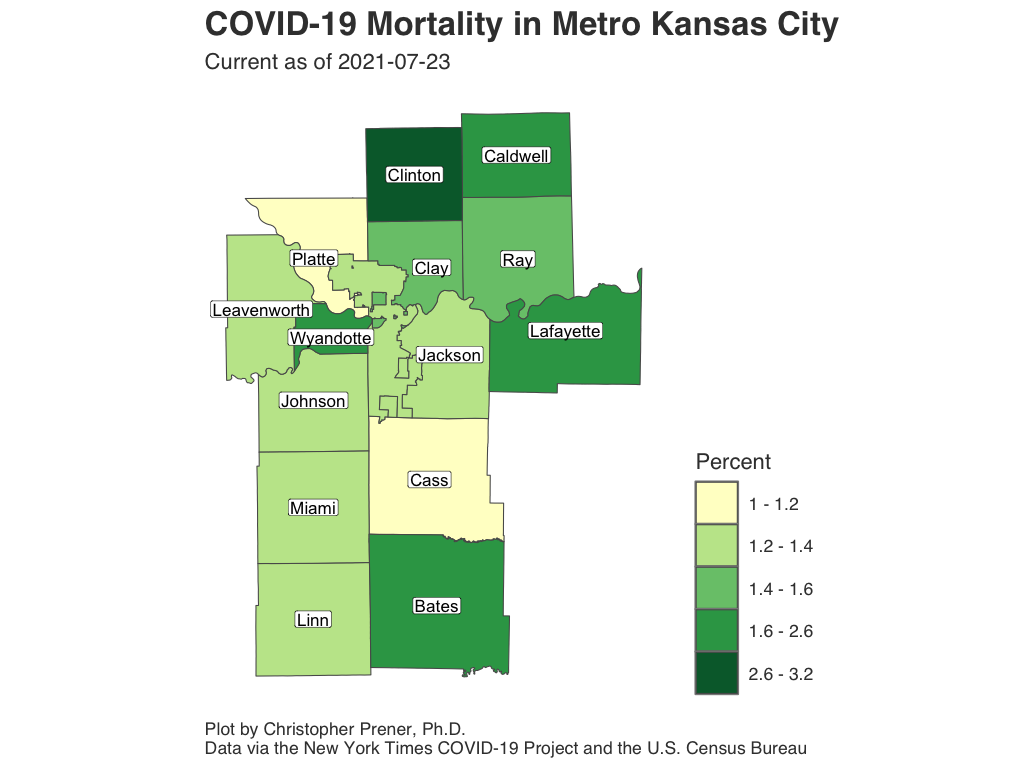 COVID-19 Mortality in Metro Kansas City
Current as of 2021-07-23
Caldwell
Clinton
Platte
Clay
Ray
Leavenworth
Wyandotte
Lafayette
Jackson
Johnson
Cass
Miami
Bates
Linn
Percent
1 - 1.2
1.2 - 1.4
1.4 - 1.6
1.6 - 2.6
2.6 - 3.2
Plot by Christopher Prener, Ph.D.
Data via the New York Times COVID-19 Project and the U.S. Census Bureau